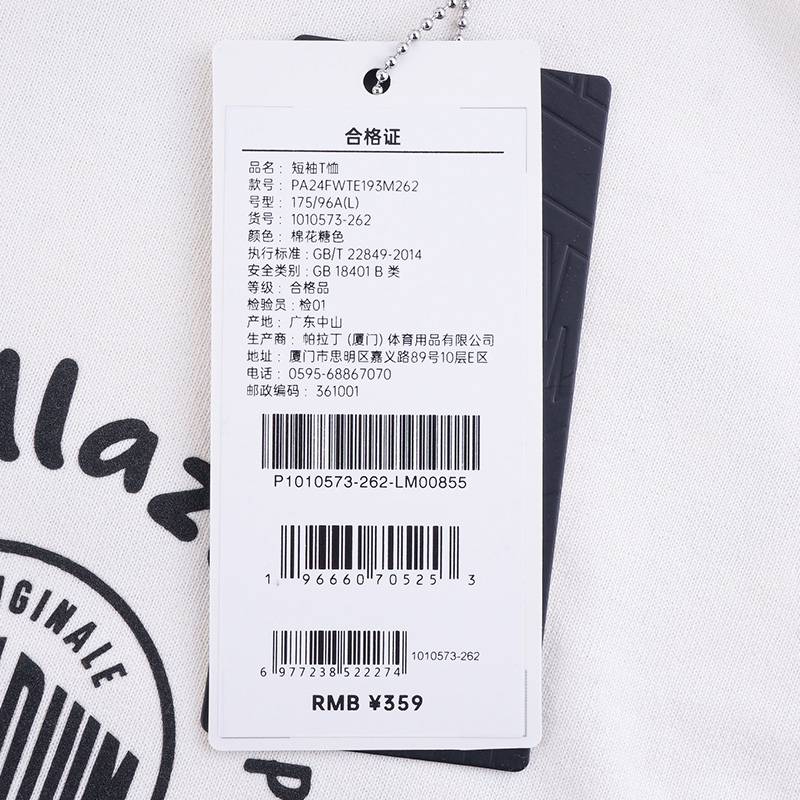 合格证
品名：短袖T恤
款号：PA24FWTE193M262
号型：175/96A(L)
货号：1010573-262
颜色：棉花糖色
执行标准：GB/T 22849-2014
安全类别：GB 18401 B 类
等级：合格品
检验员：检01
产地：广东中山
生产商：帕拉丁（厦门）体育用品有限公司
地址：厦门市思明区嘉义路89号10层E区
电话：0595-68867070
邮政编码：361001
P1010573-262-LM00855
1 96660 70525 3
6 977238 522274
1010573-262
RMB ¥359
llaz
GINALE